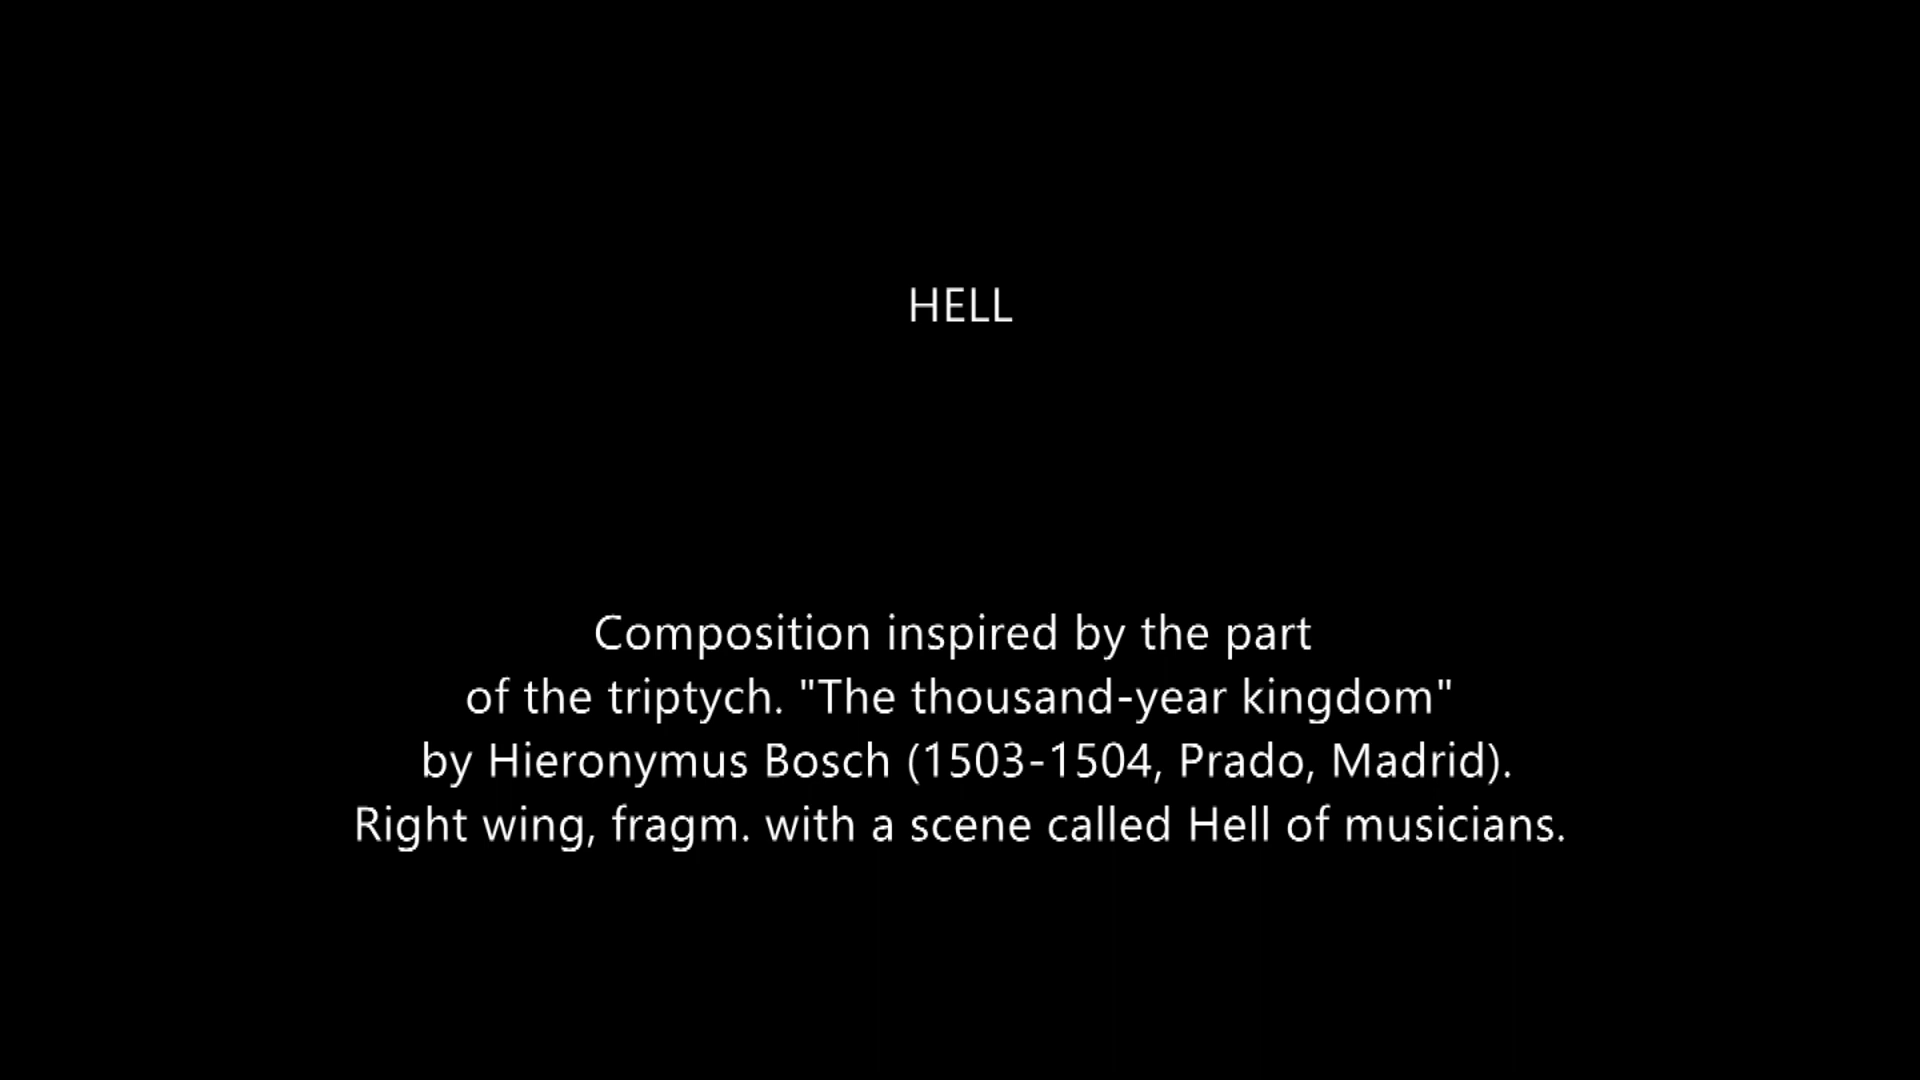 HELL
Composition inspired by the part
of the triptych. "The thousand-year kingdom"
by Hieronymus Bosch (1503-1504, Prado, Madrid).
Right wing, fragm. with a scene called Hell of musicians.